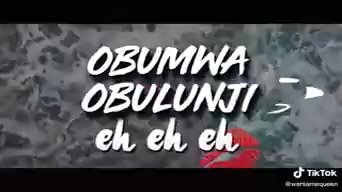 OBUMWA
OBULUNJI
eh eh eh
TikTok
@wamamequeen